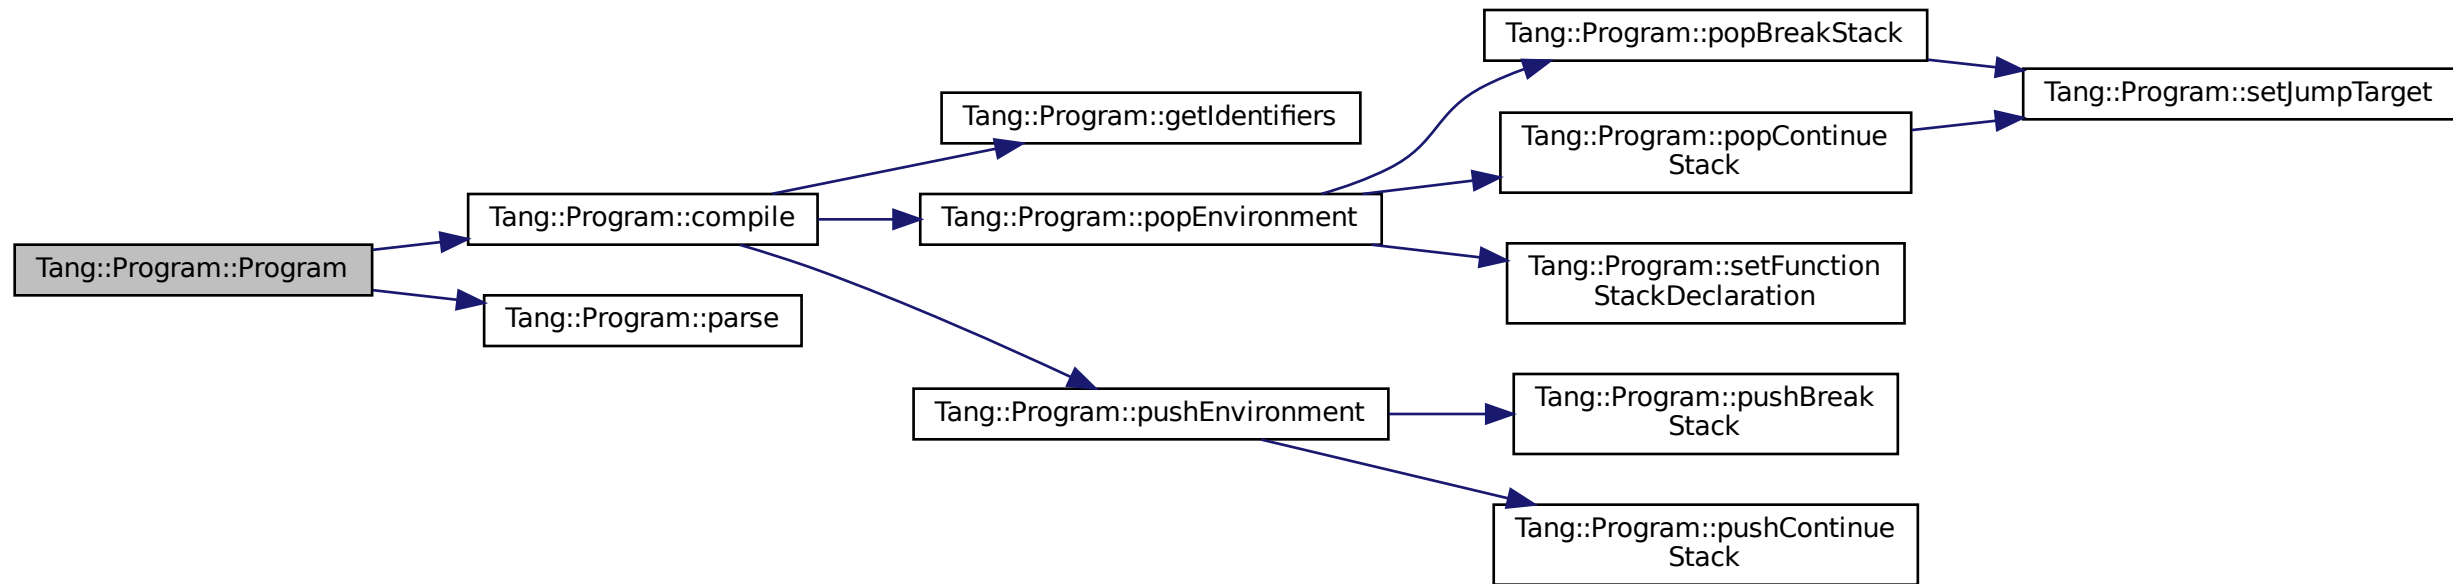 Tang::Program::Program
Tang::Program::compile
Tang::Program::parse
Tang::Program::getIdentifiers
Tang::Program::popEnvironment
Tang::Program::pushEnvironment
Tang::Program::popBreakStack
Tang::Program::popContinue
Stack
Tang::Program::setFunction
StackDeclaration
Tang::Program::pushBreak
Stack
Tang::Program::pushContinue
Stack
Tang::Program::setJumpTarget